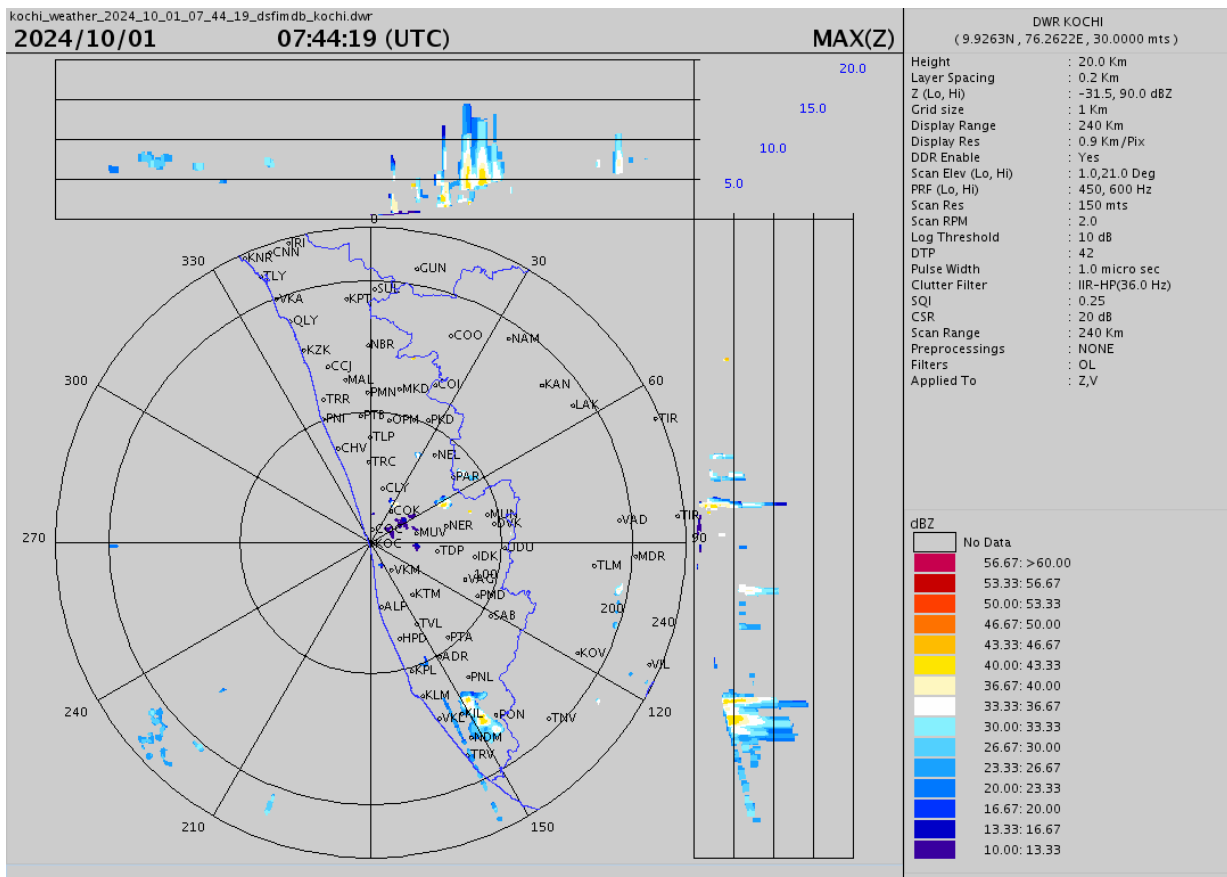 kochi_weather_2024_10_01_07_44_19_dsfimdb_kochi.dwr
2024/10/01 07:44:19 (UTC) MAX(Z)
20.0
15.0
10.0
5.0
0
330
30
300
60
270
90
240
120
210
150
100
200
240
IRI
CNN
KNR
TLY
GUN
SUL
VKA
KPT
QLY
COO
NAM
NBR
KZK
CCJ
MAL
PMN
MKD
COI
KAN
TRR
LAK
PNI
PTB
OPM
PKD
TIR
TLP
CHV
TRC
NEL
PAR
CLY
COK
MUN
DVK
VAD
TIR
COC
MUV
NER
KOC
TDP
IDK
UDU
MDR
VKM
TLM
VAG
KTM
PMD
ALP
SAB
TVL
HPD
PTA
KOV
ADR
VIL
KPL
PNL
KLM
VKL
KIL
PON
TNV
NDM
TRV
DWR KOCHI
( 9.9263N , 76.2622E, 30.0000 mts )
Height : 20.0 Km
Layer Spacing : 0.2 Km
Z (Lo, Hi) : -31.5, 90.0 dBZ
Grid size : 1 Km
Display Range : 240 Km
Display Res : 0.9 Km/Pix
DDR Enable : Yes
Scan Elev (Lo, Hi) : 1.0,21.0 Deg
PRF (Lo, Hi) : 450, 600 Hz
Scan Res : 150 mts
Scan RPM : 2.0
Log Threshold : 10 dB
DTP : 42
Pulse Width : 1.0 micro sec
Clutter Filter : IIR-HP(36.0 Hz)
SQI : 0.25
CSR : 20 dB
Scan Range : 240 Km
Preprocessings : NONE
Filters : OL
Applied To : Z,V
dBZ
No Data
56.67: >60.00
53.33: 56.67
50.00: 53.33
46.67: 50.00
43.33: 46.67
40.00: 43.33
36.67: 40.00
33.33: 36.67
30.00: 33.33
26.67: 30.00
23.33: 26.67
20.00: 23.33
16.67: 20.00
13.33: 16.67
10.00: 13.33